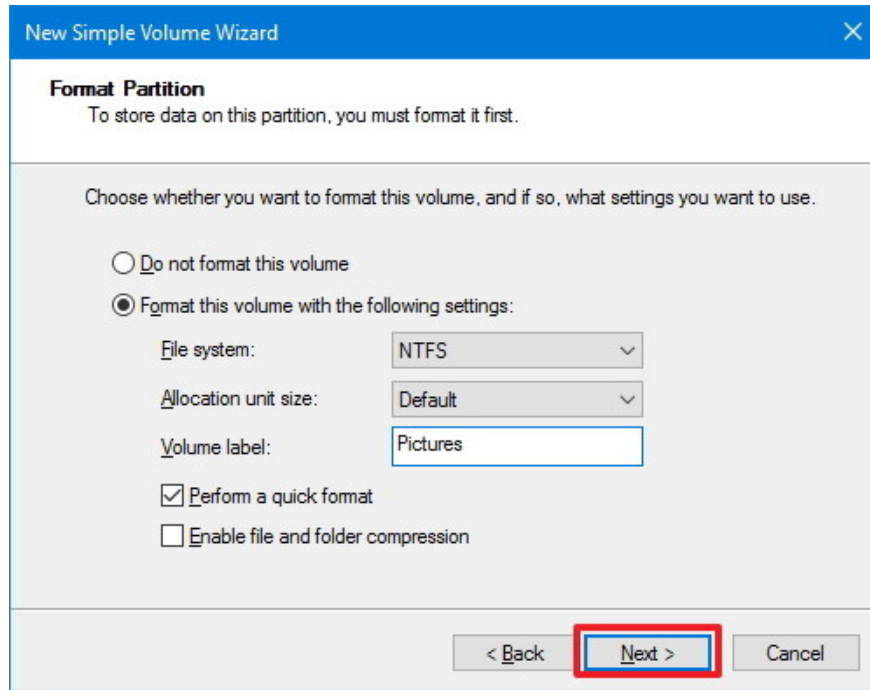 New Simple Volume Wizard
Format Partition
To store data on this partition, you must format it first.
Choose whether you want to format this volume, and if so, what settings you want to use.
Do not format this volume
Format this volume with the following settings:
File system: NTFS
Allocation unit size: Default
Volume label: Pictures
Perform a quick format
Enable file and folder compression
< Back Next > Cancel